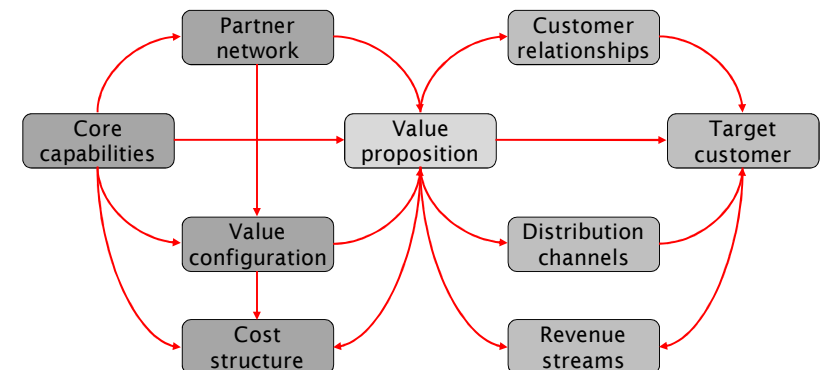 Partner
network
Customer
relationships
Core
capabilities
Value
proposition
Target
customer
Value
configuration
Distribution
channels
Cost
structure
Revenue
streams